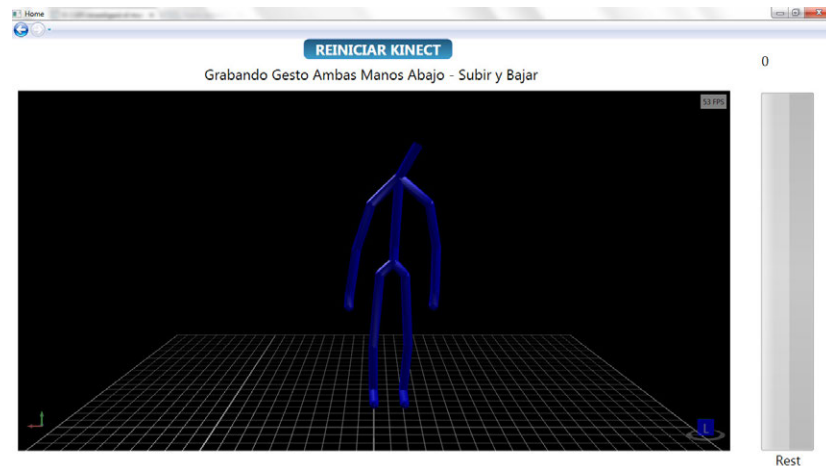 Home
REINICIAR KINECT
Grabando Gesto Ambas Manos Abajo - Subir y Bajar
0
53 FPS
L
Rest